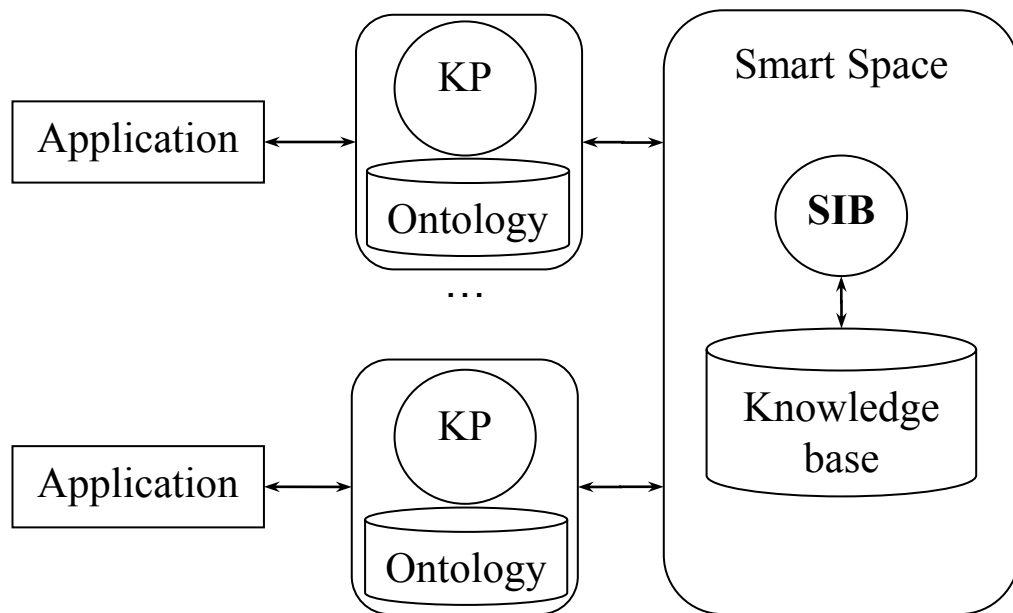 KP
Application
Ontology
...
KP
Application
Ontology
Smart Space
SIB
Knowledge
base